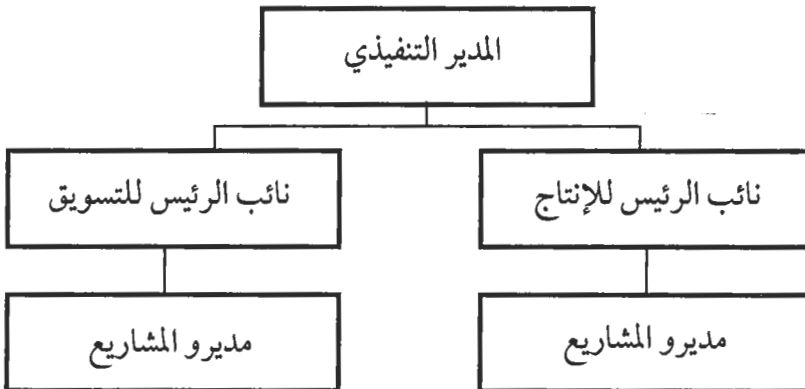 المدير التنفيذي
نائب الرئيس للإنتاج
نائب الرئيس للتسويق
مديرو المشاريع
مديرو المشاريع